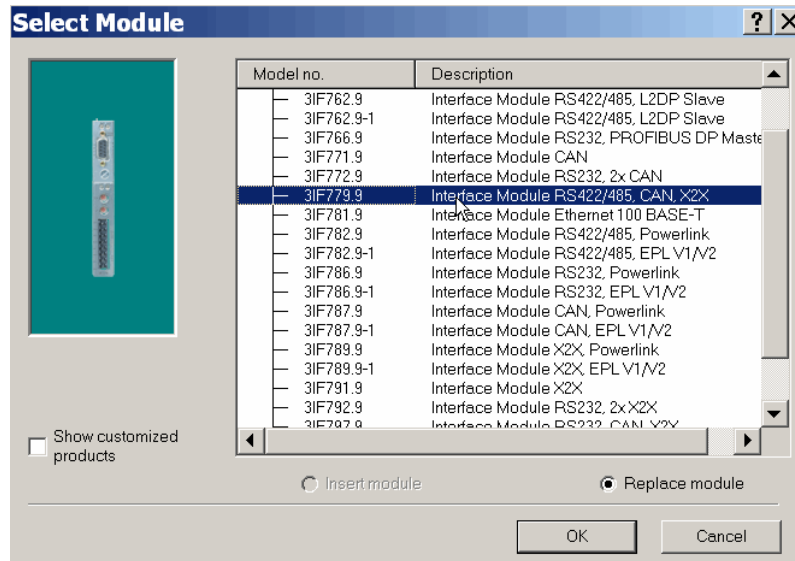 Select Module
Model no. Description
3IF762.9 Interface Module RS422/485, L2DP Slave
3IF762.9-1 Interface Module RS422/485, L2DP Slave
3IF766.9 Interface Module RS232, PROFIBUS DP Maste
3IF771.9 Interface Module CAN
3IF772.9 Interface Module RS232, 2x CAN
3IF779.9 Interface Module RS422/485, CAN, X2X
3IF781.9 Interface Module Ethernet 100 BASE-T
3IF782.9 Interface Module RS422/485, Powerlink
3IF782.9-1 Interface Module RS422/485, EPL V1/V2
3IF786.9 Interface Module RS232, Powerlink
3IF786.9-1 Interface Module RS232, EPL V1/V2
3IF787.9 Interface Module CAN, Powerlink
3IF787.9-1 Interface Module CAN, EPL V1/V2
3IF789.9 Interface Module X2X, Powerlink
3IF789.9-1 Interface Module X2X, EPL V1/V2
3IF791.9 Interface Module X2X
3IF792.9 Interface Module RS232, 2x X2X
3IF797.9 Interface Module RS232, CAN, X2X
Show customized
products
Insert module Replace module
OK Cancel